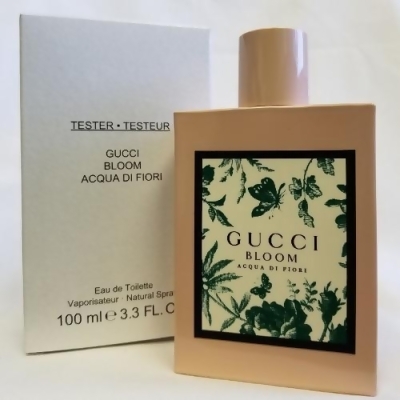 TESTER • TESTEUR
GUCCI
BLOOM
ACQUA DI FIORI
Eau de Toilette
Vaporisateur · Natural Spray
100 ml ℮ 3.3 FL.
GUCCI
BLOOM
ACQUA DI FIORI